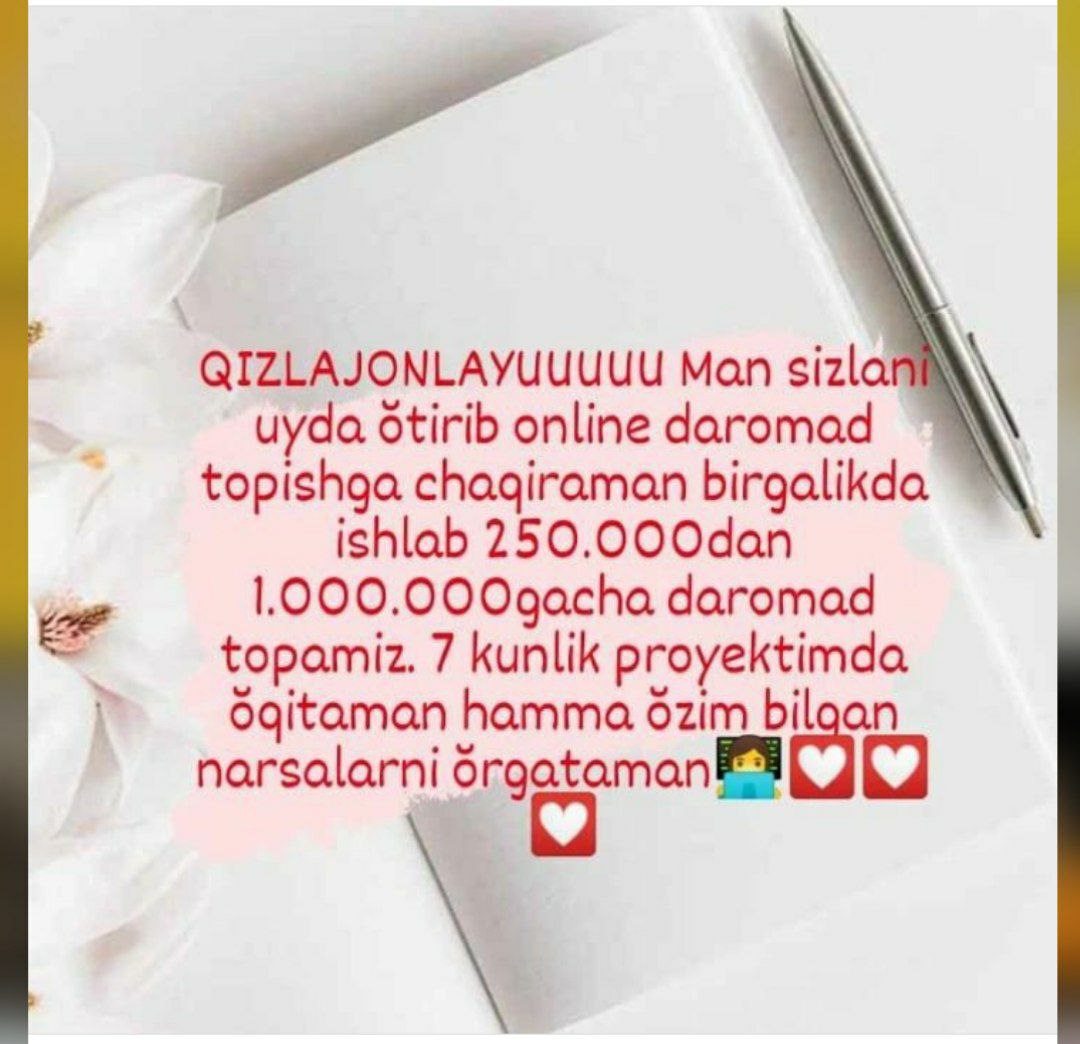 QIZLAJONLAYUUUUU Man sizlani
uyda ŏtirib online daromad
topishga chaqiraman birgalikda
ishlab 250.000dan
1.000.000gacha daromad
topamiz. 7 kunlik proyektimda
ŏqitaman hamma ŏzim bilgan
narsalarni ŏrgataman👩‍💻💟💟
💟